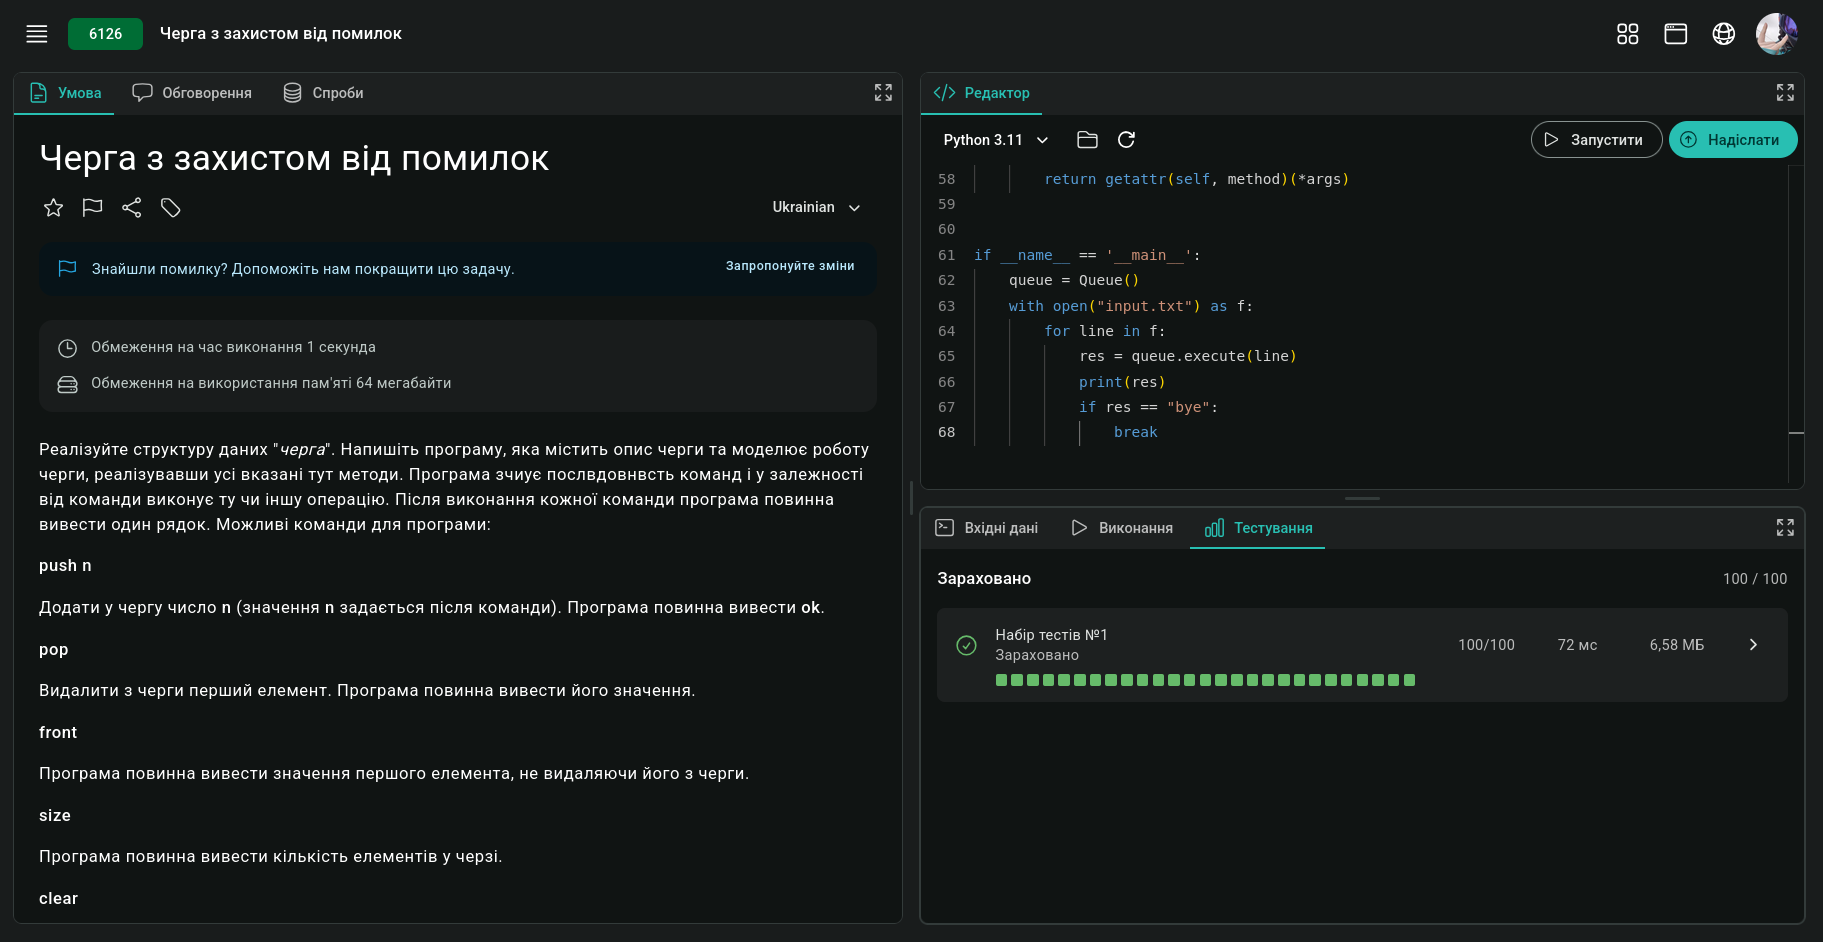 6126 Черга з захистом від помилок
Умова Обговорення Спроби
Черга з захистом від помилок
Ukrainian
Знайшли помилку? Допоможіть нам покращити цю задачу. Запропонуйте зміни
Обмеження на час виконання 1 секунда
Обмеження на використання пам'яті 64 мегабайти
Реалізуйте структуру даних "черга". Напишіть програму, яка містить опис черги та моделює роботу
черги, реалізувавши усі вказані тут методи. Програма зчиує послвдовнвсть команд і у залежності
від команди виконує ту чи іншу операцію. Після виконання кожної команди програма повинна
вивести один рядок. Можливі команди для програми:
push n
Додати у чергу число n (значення n задається після команди). Програма повинна вивести ok.
pop
Видалити з черги перший елемент. Програма повинна вивести його значення.
front
Програма повинна вивести значення першого елемента, не видаляючи його з черги.
size
Програма повинна вивести кількість елементів у черзі.
clear
Редактор
Python 3.11 Запустити Надіслати
58 return getattr(self, method)(*args)
59
60
61 if __name__ == '__main__':
62 queue = Queue()
63 with open("input.txt") as f:
64 for line in f:
65 res = queue.execute(line)
66 print(res)
67 if res == "bye":
68 break
Вхідні дані Виконання Тестування
Зараховано 100 / 100
Набір тестів №1 100/100 72 мс 6,58 МБ
Зараховано